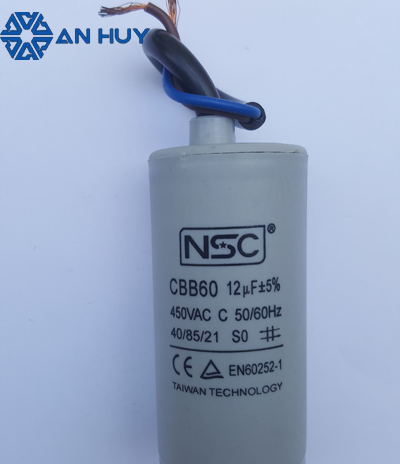 AN HUY
NSC®
CBB60 12µF±5%
450VAC C 50/60Hz
40/85/21 S0
CE EN60252-1
TAIWAN TECHNOLOGY